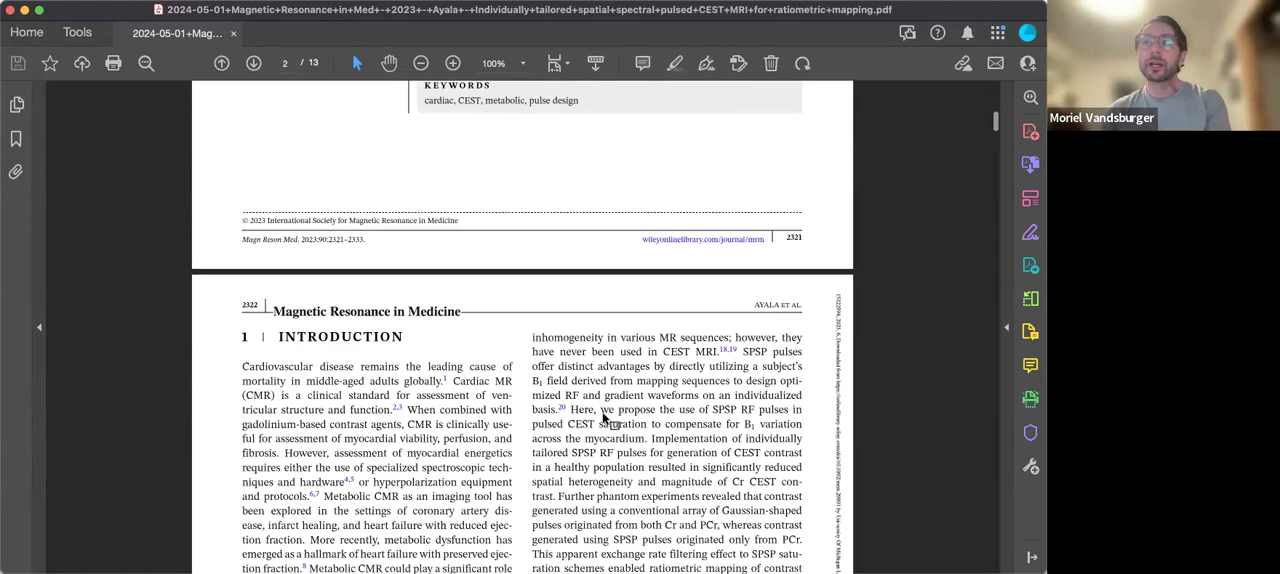 2024-05-01+Magnetic+Resonance+in+Med+-+2023+-+Ayala+-+Individually+tailored+spatial+spectral+pulsed+CEST+MRI+for+ratiometric+mapping.pdf
Home
Tools
2024-05-01+Mag...
2 / 13
100%
Moriel Vandsburger
KEYWORDS
cardiac, CEST, metabolic, pulse design
© 2023 International Society for Magnetic Resonance in Medicine
Magn Reson Med. 2023;90:2321–2333.
wileyonlinelibrary.com/journal/mrm
2321
2322
Magnetic Resonance in Medicine
AYALA ET AL.
1 | INTRODUCTION
Cardiovascular disease remains the leading cause of
mortality in middle-aged adults globally.1 Cardiac MR
(CMR) is a clinical standard for assessment of ven-
tricular structure and function.2,3 When combined with
gadolinium-based contrast agents, CMR is clinically use-
ful for assessment of myocardial viability, perfusion, and
fibrosis. However, assessment of myocardial energetics
requires either the use of specialized spectroscopic tech-
niques and hardware4,5 or hyperpolarization equipment
and protocols.6,7 Metabolic CMR as an imaging tool has
been explored in the settings of coronary artery dis-
ease, infarct healing, and heart failure with reduced ejec-
tion fraction. More recently, metabolic dysfunction has
emerged as a hallmark of heart failure with preserved ejec-
tion fraction.8 Metabolic CMR could play a significant role
inhomogeneity in various MR sequences; however, they
have never been used in CEST MRI.18,19 SPSP pulses
offer distinct advantages by directly utilizing a subject's
B1 field derived from mapping sequences to design opti-
mized RF and gradient waveforms on an individualized
basis.20 Here, we propose the use of SPSP RF pulses in
pulsed CEST saturation to compensate for B1 variation
across the myocardium. Implementation of individually
tailored SPSP RF pulses for generation of CEST contrast
in a healthy population resulted in significantly reduced
spatial heterogeneity and magnitude of Cr CEST con-
trast. Further phantom experiments revealed that contrast
generated using a conventional array of Gaussian-shaped
pulses originated from both Cr and PCr, whereas contrast
generated using SPSP pulses originated only from PCr.
This apparent exchange rate filtering effect to SPSP satu-
ration schemes enabled ratiometric mapping of contrast